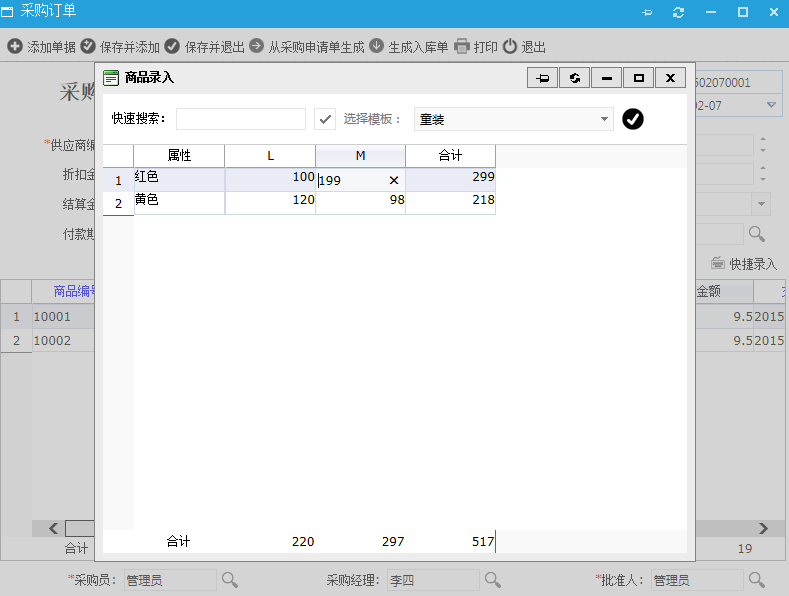 采购订单
添加单据 保存并添加 保存并退出 从采购申请单生成 生成入库单 打印 退出
采购
502070001
02-07
*供应商编
折扣金
结算金
付款期
快捷录入
商品编号 金额
1 10001 9.5 2015
2 10002 9.5 2015
合计 19
*采购员: 管理员 采购经理: 李四 *批准人: 管理员
商品录入
快速搜索: 选择模板: 童装
属性 L M 合计
1 红色 100 199 299
2 黄色 120 98 218
合计 220 297 517